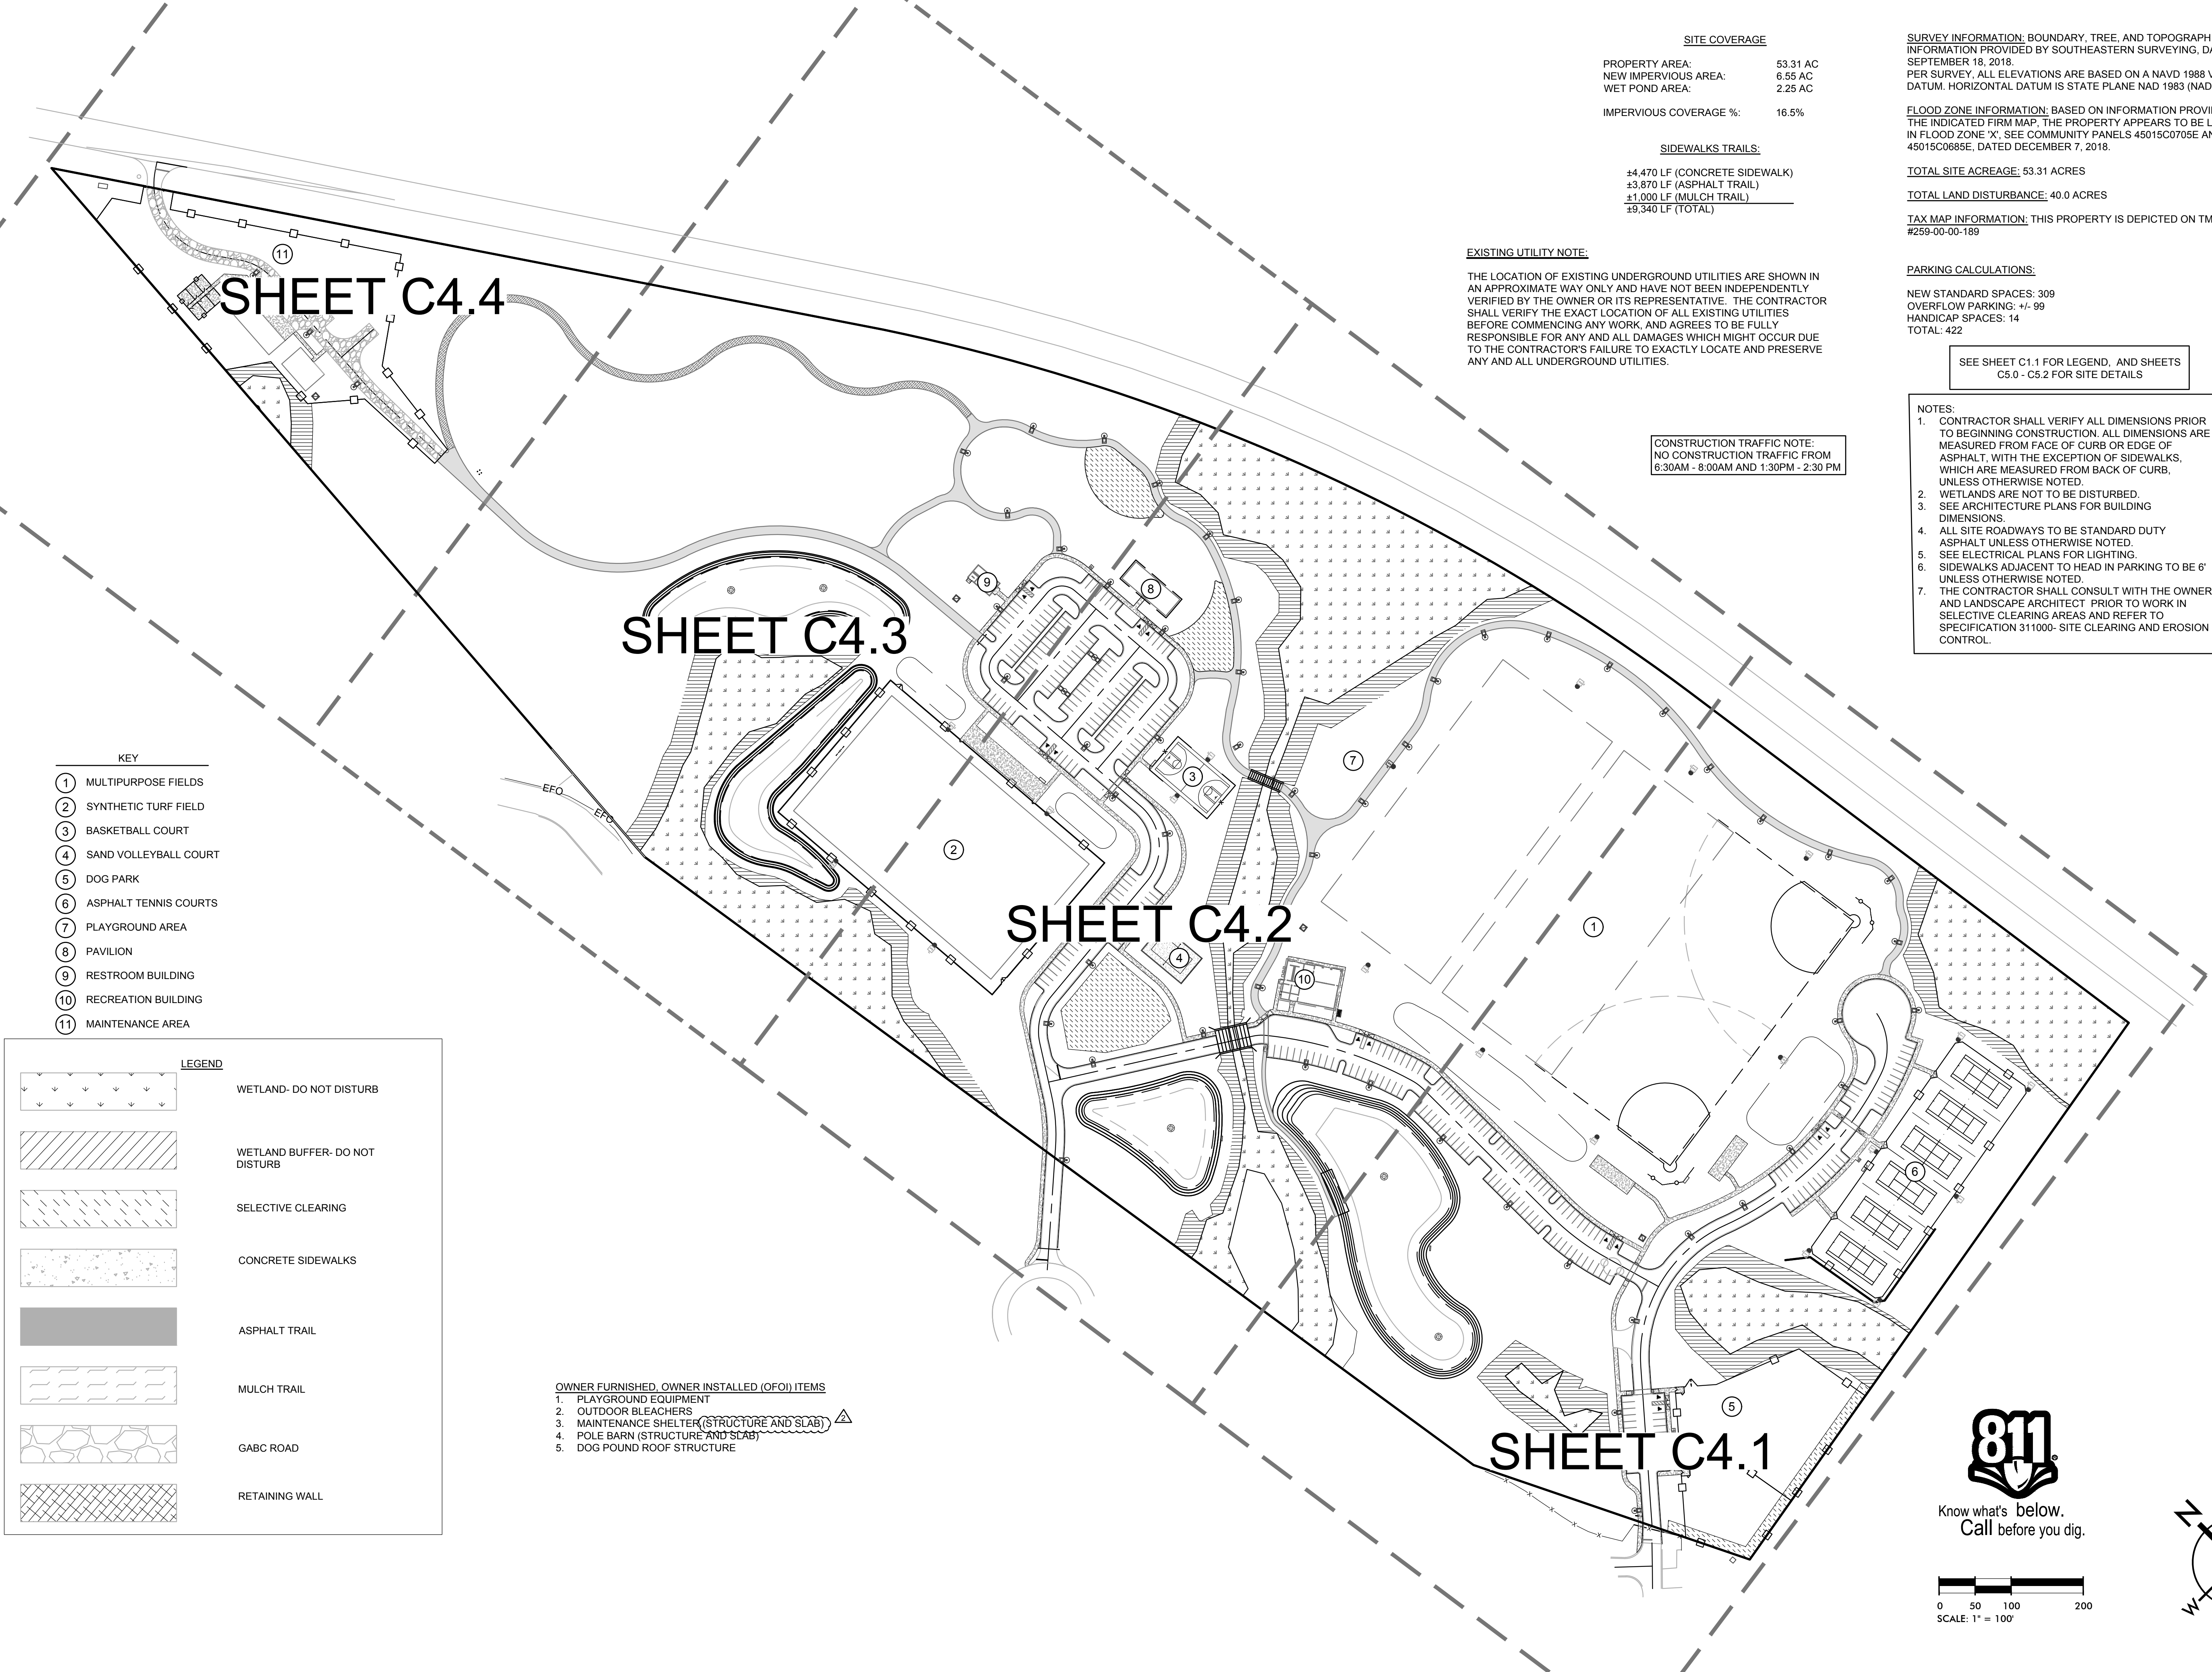 SITE COVERAGE
PROPERTY AREA: 53.31 AC
NEW IMPERVIOUS AREA: 6.55 AC
WET POND AREA: 2.25 AC
IMPERVIOUS COVERAGE %: 16.5%
SIDEWALKS TRAILS:
±4,470 LF (CONCRETE SIDEWALK)
±3,870 LF (ASPHALT TRAIL)
±1,000 LF (MULCH TRAIL)
±9,340 LF (TOTAL)
EXISTING UTILITY NOTE:
THE LOCATION OF EXISTING UNDERGROUND UTILITIES ARE SHOWN IN
AN APPROXIMATE WAY ONLY AND HAVE NOT BEEN INDEPENDENTLY
VERIFIED BY THE OWNER OR ITS REPRESENTATIVE. THE CONTRACTOR
SHALL VERIFY THE EXACT LOCATION OF ALL EXISTING UTILITIES
BEFORE COMMENCING ANY WORK, AND AGREES TO BE FULLY
RESPONSIBLE FOR ANY AND ALL DAMAGES WHICH MIGHT OCCUR DUE
TO THE CONTRACTOR'S FAILURE TO EXACTLY LOCATE AND PRESERVE
ANY AND ALL UNDERGROUND UTILITIES.
CONSTRUCTION TRAFFIC NOTE:
NO CONSTRUCTION TRAFFIC FROM
6:30AM - 8:00AM AND 1:30PM - 2:30 PM
SURVEY INFORMATION: BOUNDARY, TREE, AND TOPOGRAPH
INFORMATION PROVIDED BY SOUTHEASTERN SURVEYING, DA
SEPTEMBER 18, 2018.
PER SURVEY, ALL ELEVATIONS ARE BASED ON A NAVD 1988 V
DATUM. HORIZONTAL DATUM IS STATE PLANE NAD 1983 (NAD
FLOOD ZONE INFORMATION: BASED ON INFORMATION PROVI
THE INDICATED FIRM MAP, THE PROPERTY APPEARS TO BE L
IN FLOOD ZONE 'X', SEE COMMUNITY PANELS 45015C0705E AN
45015C0685E, DATED DECEMBER 7, 2018.
TOTAL SITE ACREAGE: 53.31 ACRES
TOTAL LAND DISTURBANCE: 40.0 ACRES
TAX MAP INFORMATION: THIS PROPERTY IS DEPICTED ON TM
#259-00-00-189
PARKING CALCULATIONS:
NEW STANDARD SPACES: 309
OVERFLOW PARKING: +/- 99
HANDICAP SPACES: 14
TOTAL: 422
SEE SHEET C1.1 FOR LEGEND, AND SHEETS
C5.0 - C5.2 FOR SITE DETAILS
NOTES:
1. CONTRACTOR SHALL VERIFY ALL DIMENSIONS PRIOR
TO BEGINNING CONSTRUCTION. ALL DIMENSIONS ARE
MEASURED FROM FACE OF CURB OR EDGE OF
ASPHALT, WITH THE EXCEPTION OF SIDEWALKS,
WHICH ARE MEASURED FROM BACK OF CURB,
UNLESS OTHERWISE NOTED.
2. WETLANDS ARE NOT TO BE DISTURBED.
3. SEE ARCHITECTURE PLANS FOR BUILDING
DIMENSIONS.
4. ALL SITE ROADWAYS TO BE STANDARD DUTY
ASPHALT UNLESS OTHERWISE NOTED.
5. SEE ELECTRICAL PLANS FOR LIGHTING.
6. SIDEWALKS ADJACENT TO HEAD IN PARKING TO BE 6'
UNLESS OTHERWISE NOTED.
7. THE CONTRACTOR SHALL CONSULT WITH THE OWNER
AND LANDSCAPE ARCHITECT PRIOR TO WORK IN
SELECTIVE CLEARING AREAS AND REFER TO
SPECIFICATION 311000- SITE CLEARING AND EROSION
CONTROL.
11
SHEET C4.4
9
8
SHEET C4.3
7
3
EFO
EFO
2
SHEET C4.2
1
4
10
6
5
SHEET C4.1
KEY
1 MULTIPURPOSE FIELDS
2 SYNTHETIC TURF FIELD
3 BASKETBALL COURT
4 SAND VOLLEYBALL COURT
5 DOG PARK
6 ASPHALT TENNIS COURTS
7 PLAYGROUND AREA
8 PAVILION
9 RESTROOM BUILDING
10 RECREATION BUILDING
11 MAINTENANCE AREA
LEGEND
WETLAND- DO NOT DISTURB
WETLAND BUFFER- DO NOT
DISTURB
SELECTIVE CLEARING
CONCRETE SIDEWALKS
ASPHALT TRAIL
MULCH TRAIL
GABC ROAD
RETAINING WALL
OWNER FURNISHED, OWNER INSTALLED (OFOI) ITEMS
1. PLAYGROUND EQUIPMENT
2. OUTDOOR BLEACHERS
3. MAINTENANCE SHELTER (STRUCTURE AND SLAB) 2
4. POLE BARN (STRUCTURE AND SLAB)
5. DOG POUND ROOF STRUCTURE
811
Know what's below.
Call before you dig.
0 50 100 200
SCALE: 1" = 100'
N
W